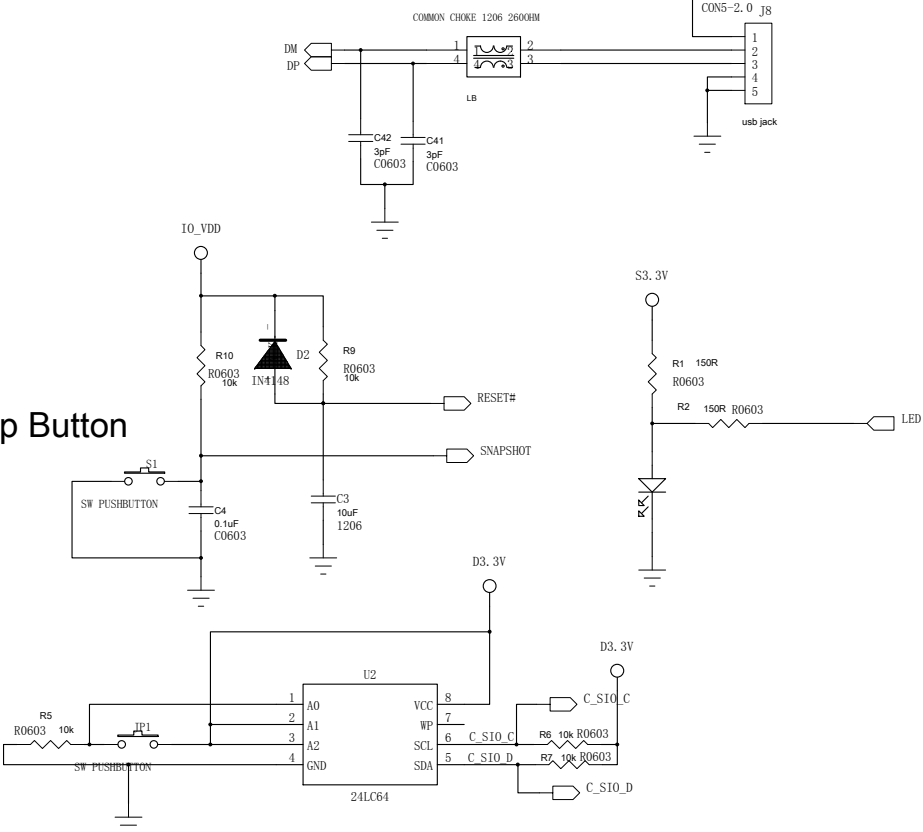 CON5-2.0 J8
COMMON CHOKE 1206 2600HM
DM
DP
1 2
4 3
1 2
4 3
LB
1
2
3
4
5
usb jack
C42
3pF
C0603
C41
3pF
C0603
IO_VDD
R10
R0603
10k
D2
IN4148
R9
R0603
10k
RESET#
SNAPSHOT
p Button
S1
SW PUSHBUTTON
C4
0.1uF
C0603
C3
10uF
1206
S3.3V
R1 150R
R0603
R2 150R R0603
LED
D3.3V
D3.3V
U2
1 A0
2 A1
3 A2
4 GND
VCC 8
WP 7
SCL 6
SDA 5
24LC64
R5
R0603 10k
JP1
SW PUSHBUTTON
C_SIO_C
C_SIO_C
R6 10k R0603
C_SIO_D
R7 10k R0603
C_SIO_D